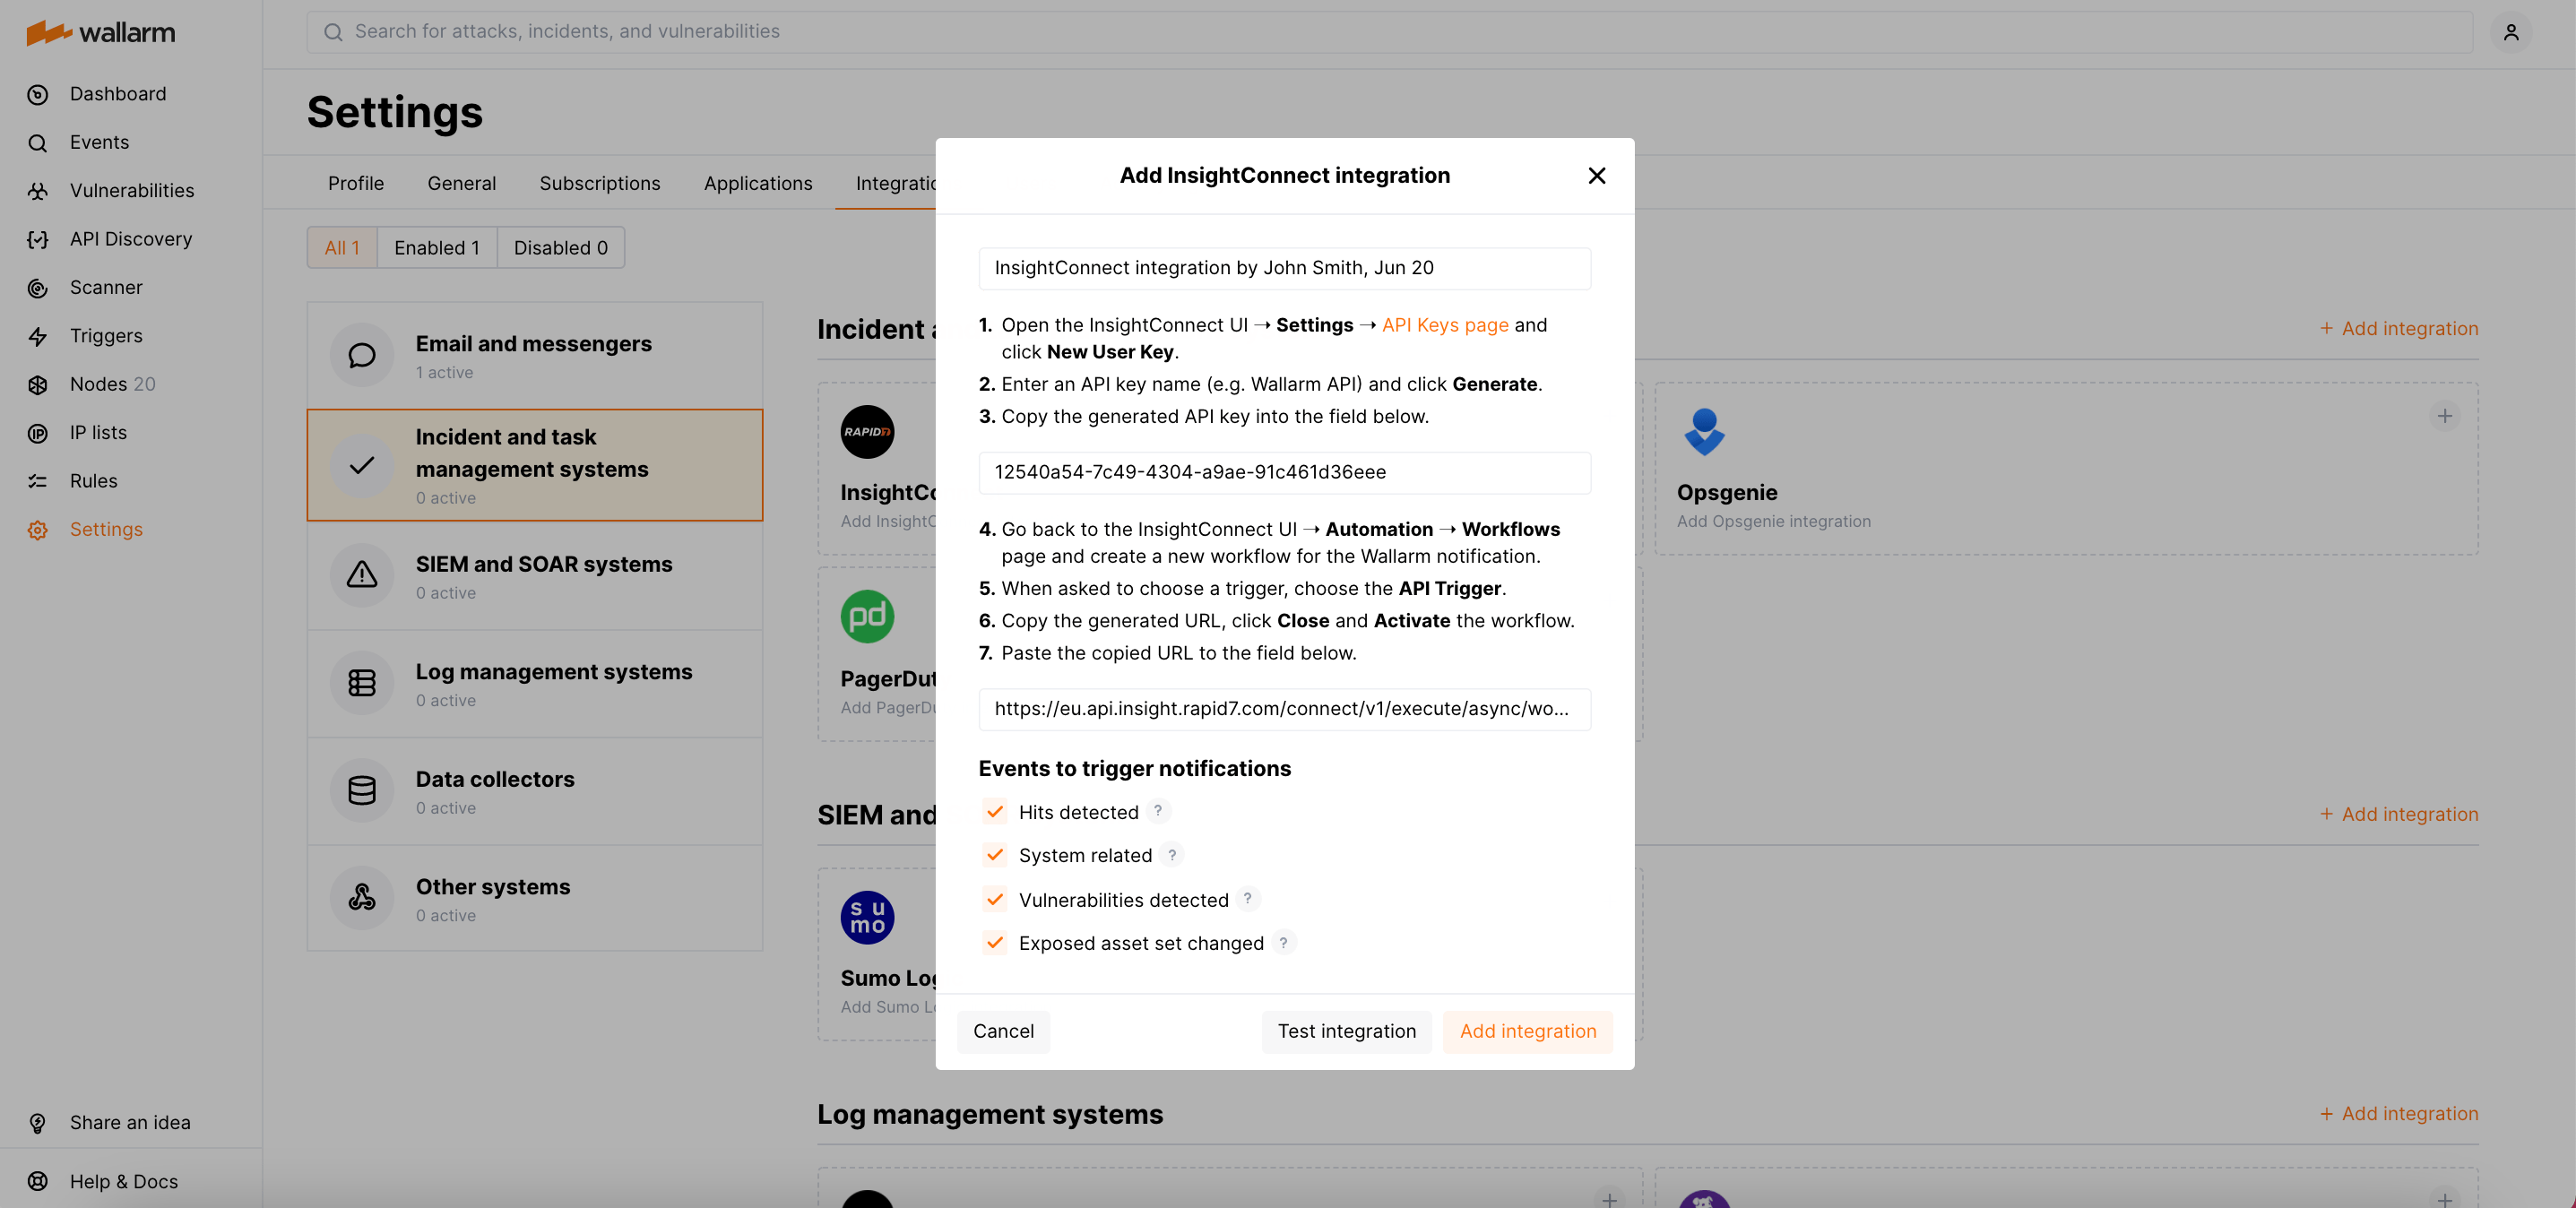 wallarm
Search for attacks, incidents, and vulnerabilities
Dashboard
Events
Vulnerabilities
API Discovery
Scanner
Triggers
Nodes 20
IP lists
Rules
Settings
Share an idea
Help & Docs
Settings
Profile
General
Subscriptions
Applications
Integratio
All 1
Enabled 1
Disabled 0
Email and messengers
1 active
Incident and task
management systems
0 active
SIEM and SOAR systems
0 active
Log management systems
0 active
Data collectors
0 active
Other systems
0 active
Incident
+ Add integration
RAPID7
InsightCo
Add InsightC
Opsgenie
Add Opsgenie integration
pd
PagerDut
Add PagerDu
SIEM and
+ Add integration
su
mo
Sumo Log
Add Sumo L
Log management systems
+ Add integration
Add InsightConnect integration
InsightConnect integration by John Smith, Jun 20
1. Open the InsightConnect UI → Settings → API Keys page and
click New User Key.
2. Enter an API key name (e.g. Wallarm API) and click Generate.
3. Copy the generated API key into the field below.
12540a54-7c49-4304-a9ae-91c461d36eee
4. Go back to the InsightConnect UI → Automation → Workflows
page and create a new workflow for the Wallarm notification.
5. When asked to choose a trigger, choose the API Trigger.
6. Copy the generated URL, click Close and Activate the workflow.
7. Paste the copied URL to the field below.
https://eu.api.insight.rapid7.com/connect/v1/execute/async/wo...
Events to trigger notifications
Hits detected ?
System related ?
Vulnerabilities detected ?
Exposed asset set changed ?
Cancel
Test integration
Add integration